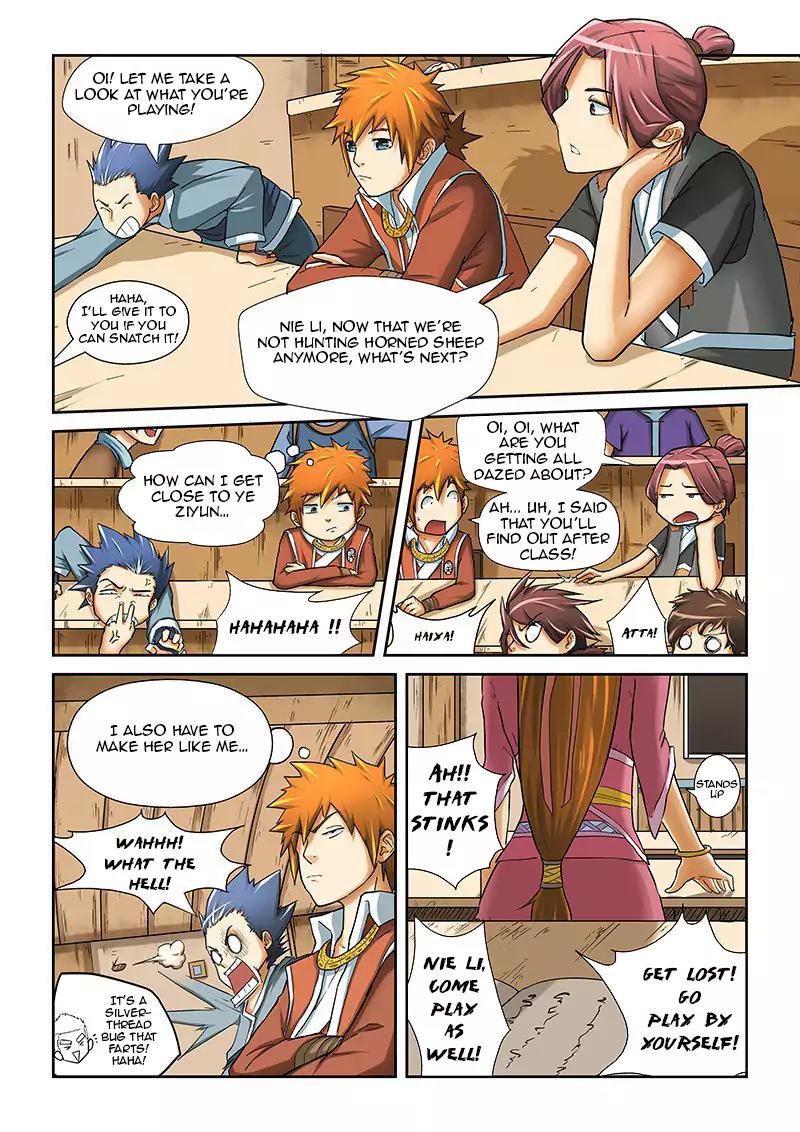 OI! LET ME TAKE A
LOOK AT WHAT YOU'RE
PLAYING!
HAHA,
I'LL GIVE IT TO
YOU IF YOU
CAN SNATCH IT!
NIE LI, NOW THAT WE'RE
NOT HUNTING HORNED SHEEP
ANYMORE, WHAT'S NEXT?
HOW CAN I GET
CLOSE TO YE
ZIYUN...
HAHAHAHA !!
OI, OI, WHAT
ARE YOU
GETTING ALL
DAZED ABOUT?
AH... UH, I SAID
THAT YOU'LL
FIND OUT AFTER
CLASS!
HAIYA!
ATTA!
I ALSO HAVE TO
MAKE HER LIKE ME...
WAHHH!
WHAT THE
HELL!
IT'S A
SILVER-
THREAD
BUG THAT
FARTS!
HAHA!
AH!!
THAT
STINKS
!
STANDS
UP
NIE LI,
COME
PLAY
AS
WELL!
GET LOST!
GO
PLAY BY
YOURSELF!